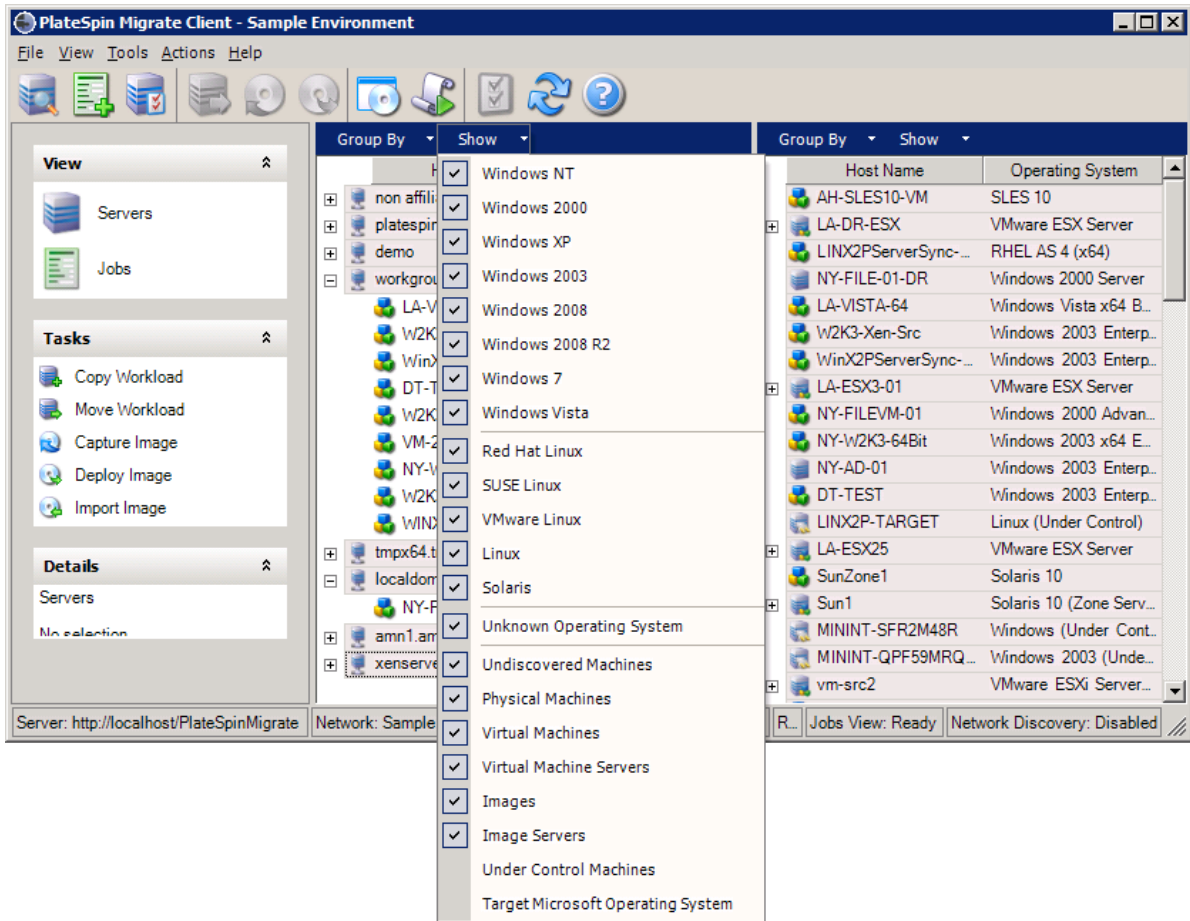 PlateSpin Migrate Client - Sample Environment
File View Tools Actions Help
Group By Show
Group By Show
View
Servers
Jobs
Tasks
Copy Workload
Move Workload
Capture Image
Deploy Image
Import Image
Details
Servers
No selection
non affili
platespin
demo
workgrou
LA-V
W2K
WinX
DT-T
W2K
VM-2
NY-V
W2K
WINX
tmpx64.t
localdom
NY-F
amn1.am
xenserve
Windows NT
Windows 2000
Windows XP
Windows 2003
Windows 2008
Windows 2008 R2
Windows 7
Windows Vista
Red Hat Linux
SUSE Linux
VMware Linux
Linux
Solaris
Unknown Operating System
Undiscovered Machines
Physical Machines
Virtual Machines
Virtual Machine Servers
Images
Image Servers
Under Control Machines
Target Microsoft Operating System
Host Name Operating System
AH-SLES10-VM SLES 10
LA-DR-ESX VMware ESX Server
LINX2PServerSync-... RHEL AS 4 (x64)
NY-FILE-01-DR Windows 2000 Server
LA-VISTA-64 Windows Vista x64 B...
W2K3-Xen-Src Windows 2003 Enterp...
WinX2PServerSync-... Windows 2003 Enterp...
LA-ESX3-01 VMware ESX Server
NY-FILEVM-01 Windows 2000 Advan...
NY-W2K3-64Bit Windows 2003 x64 E...
NY-AD-01 Windows 2003 Enterp...
DT-TEST Windows 2003 Enterp...
LINX2P-TARGET Linux (Under Control)
LA-ESX25 VMware ESX Server
SunZone1 Solaris 10
Sun1 Solaris 10 (Zone Serv...
MININT-SFR2M48R Windows (Under Cont...
MININT-QPF59MRQ... Windows 2003 (Unde...
vm-src2 VMware ESXi Server...
Server: http://localhost/PlateSpinMigrate Network: Sample R... Jobs View: Ready Network Discovery: Disabled